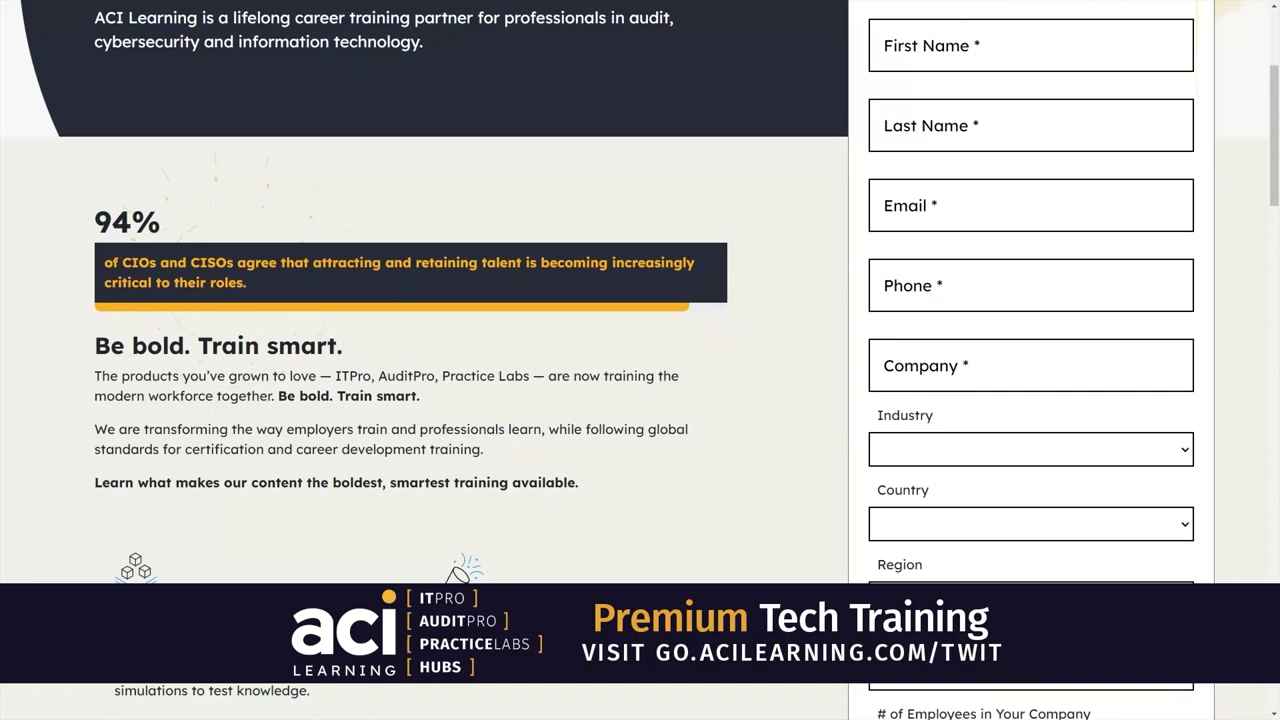 ACI Learning is a lifelong career training partner for professionals in audit,
cybersecurity and information technology.
94%
of CIOs and CISOs agree that attracting and retaining talent is becoming increasingly
critical to their roles.
Be bold. Train smart.
The products you’ve grown to love — ITPro, AuditPro, Practice Labs — are now training the
modern workforce together. Be bold. Train smart.
We are transforming the way employers train and professionals learn, while following global
standards for certification and career development training.
Learn what makes our content the boldest, smartest training available.
simulations to test knowledge.
First Name *
Last Name *
Email *
Phone *
Company *
Industry
Country
Region
# of Employees in Your Company
aci
LEARNING
[ ITPRO ]
[ AUDITPRO ]
[ PRACTICELABS ]
[ HUBS ]
Premium Tech Training
VISIT GO.ACILEARNING.COM/TWIT